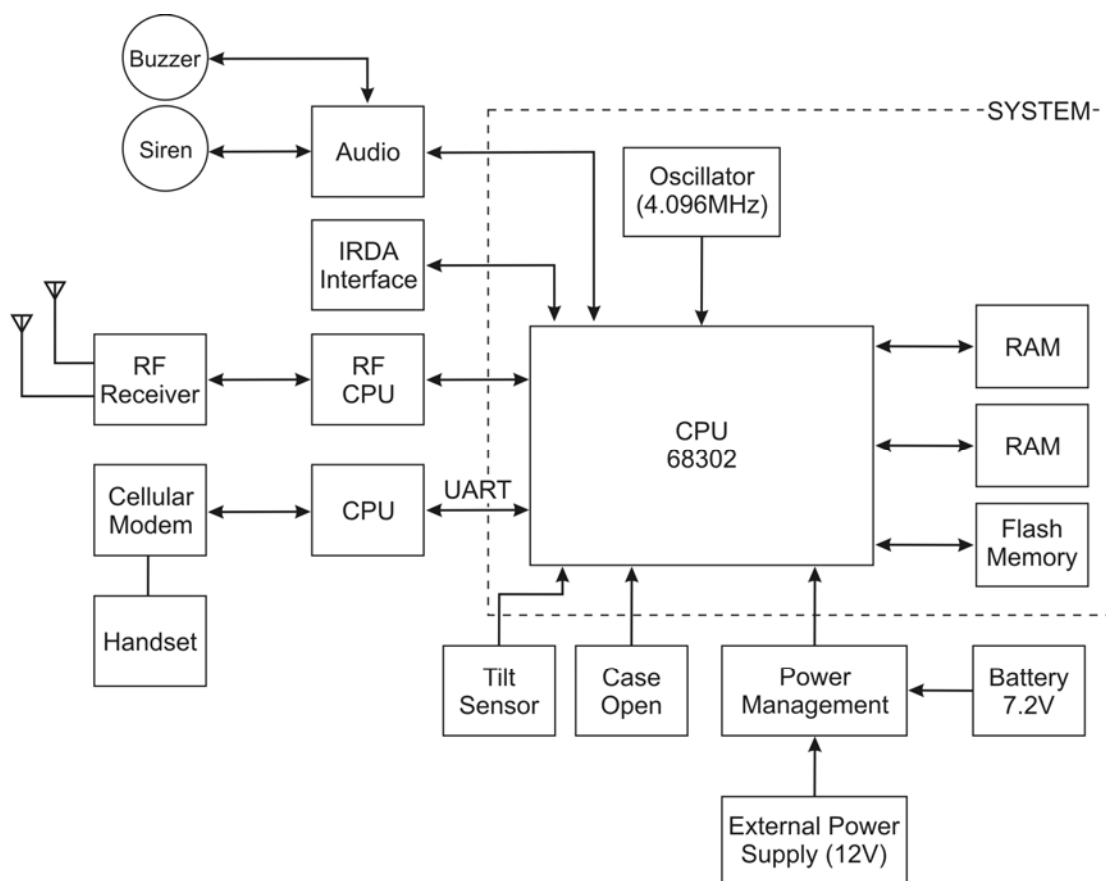 Buzzer
SYSTEM
Siren
Audio
Oscillator
(4.096MHz)
IRDA
Interface
RF
Receiver
RF
CPU
CPU
68302
RAM
RAM
Cellular
Modem
CPU
UART
Flash
Memory
Handset
Tilt
Sensor
Case
Open
Power
Management
Battery
7.2V
External Power
Supply (12V)